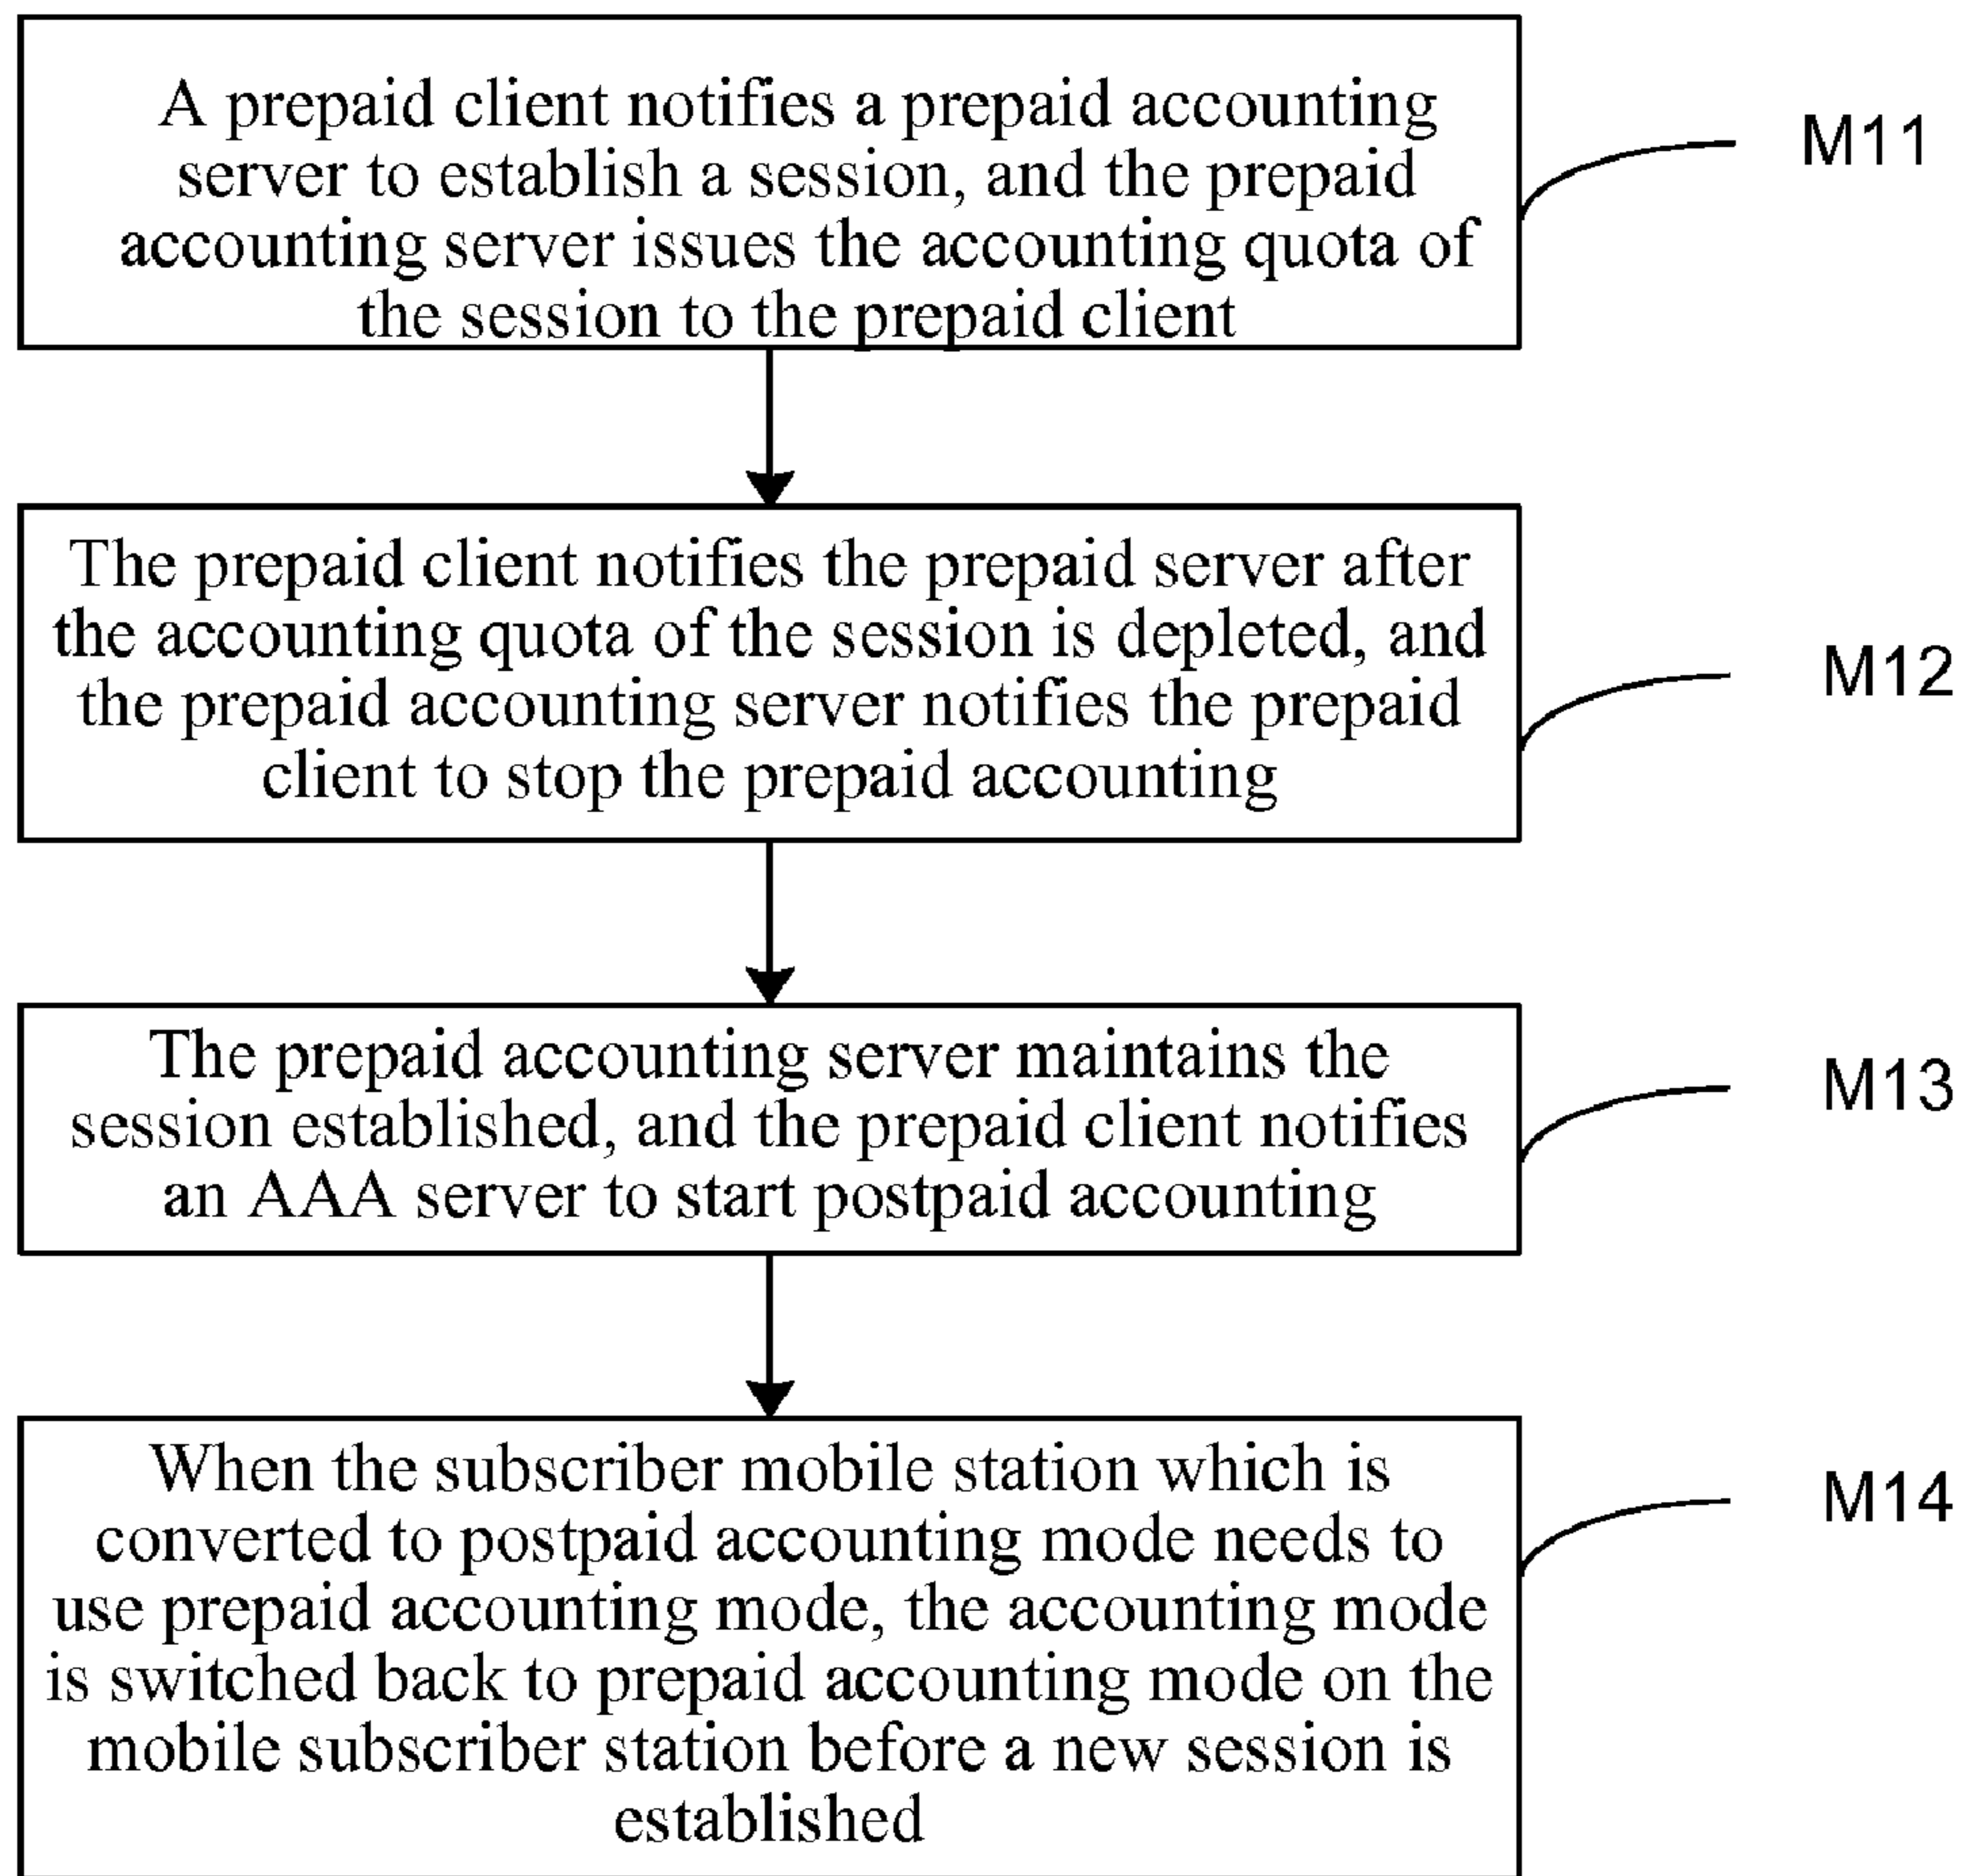 A prepaid client notifies a prepaid accounting
server to establish a session, and the prepaid
accounting server issues the accounting quota of
the session to the prepaid client
M11
The prepaid client notifies the prepaid server after
the accounting quota of the session is depleted, and
the prepaid accounting server notifies the prepaid
client to stop the prepaid accounting
M12
The prepaid accounting server maintains the
session established, and the prepaid client notifies
an AAA server to start postpaid accounting
M13
When the subscriber mobile station which is
converted to postpaid accounting mode needs to
use prepaid accounting mode, the accounting mode
is switched back to prepaid accounting mode on the
mobile subscriber station before a new session is
established
M14